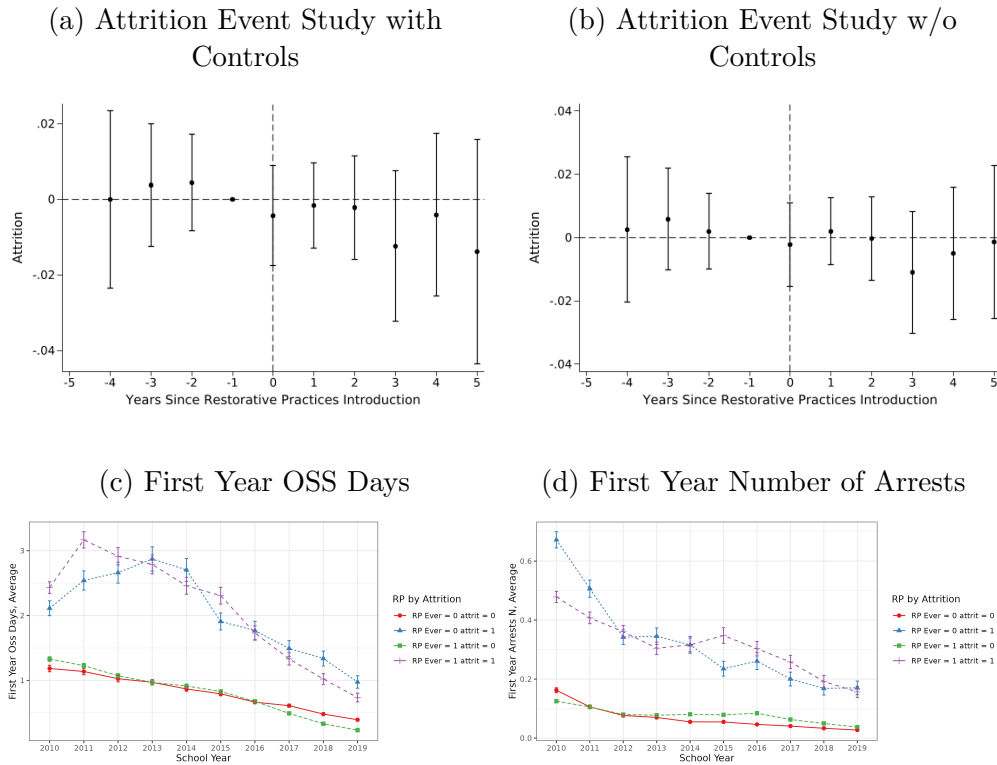 (a) Attrition Event Study with
Controls
.02
0
-.02
-.04
Attrition
-5 -4 -3 -2 -1 0 1 2 3 4 5
Years Since Restorative Practices Introduction
(b) Attrition Event Study w/o
Controls
.04
.02
0
-.02
-.04
Attrition
-5 -4 -3 -2 -1 0 1 2 3 4 5
Years Since Restorative Practices Introduction
(c) First Year OSS Days
3
2
1
First Year Oss Days, Average
2010 2011 2012 2013 2014 2015 2016 2017 2018 2019
School Year
RP by Attrition
RP Ever = 0 attrit = 0
RP Ever = 0 attrit = 1
RP Ever = 1 attrit = 0
RP Ever = 1 attrit = 1
(d) First Year Number of Arrests
0.6
0.4
0.2
0.0
First Year Arrests N, Average
2010 2011 2012 2013 2014 2015 2016 2017 2018 2019
School Year
RP by Attrition
RP Ever = 0 attrit = 0
RP Ever = 0 attrit = 1
RP Ever = 1 attrit = 0
RP Ever = 1 attrit = 1